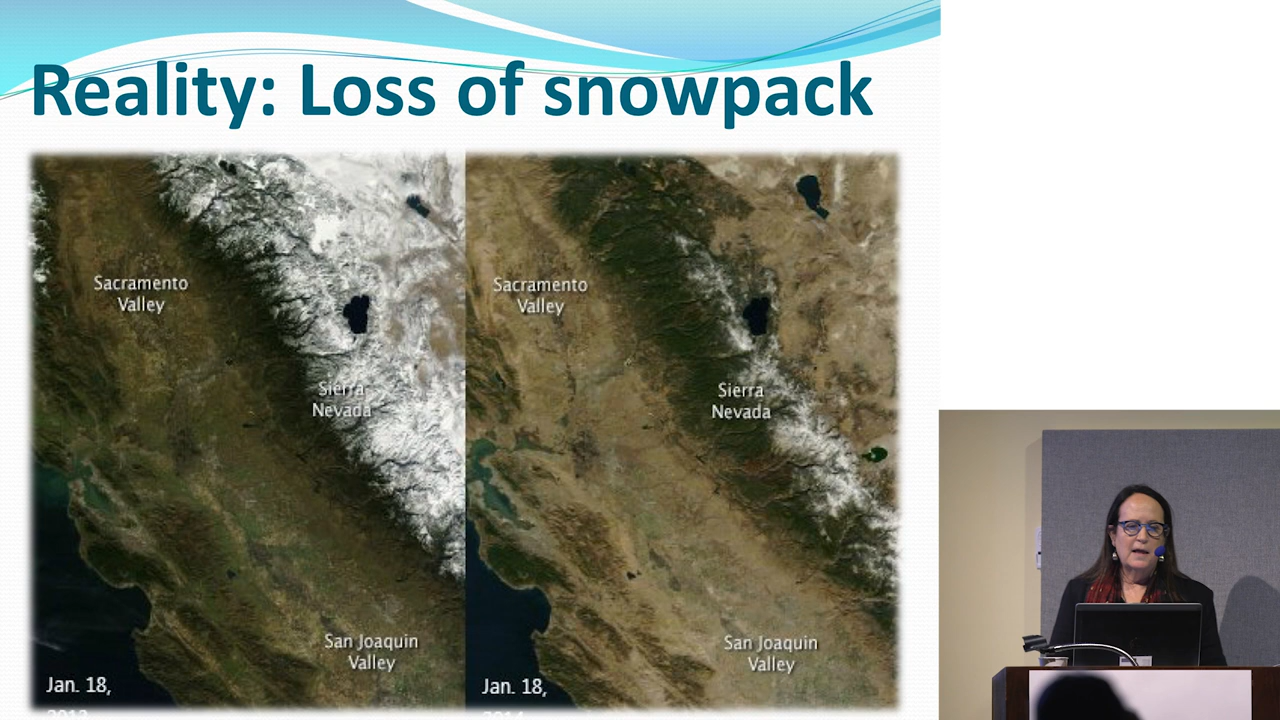 Reality: Loss of snowpack
Sacramento
Valley
Sierra
Nevada
San Joaquin
Valley
Jan. 18,
Sacramento
Valley
Sierra
Nevada
San Joaquin
Valley
Jan. 18,